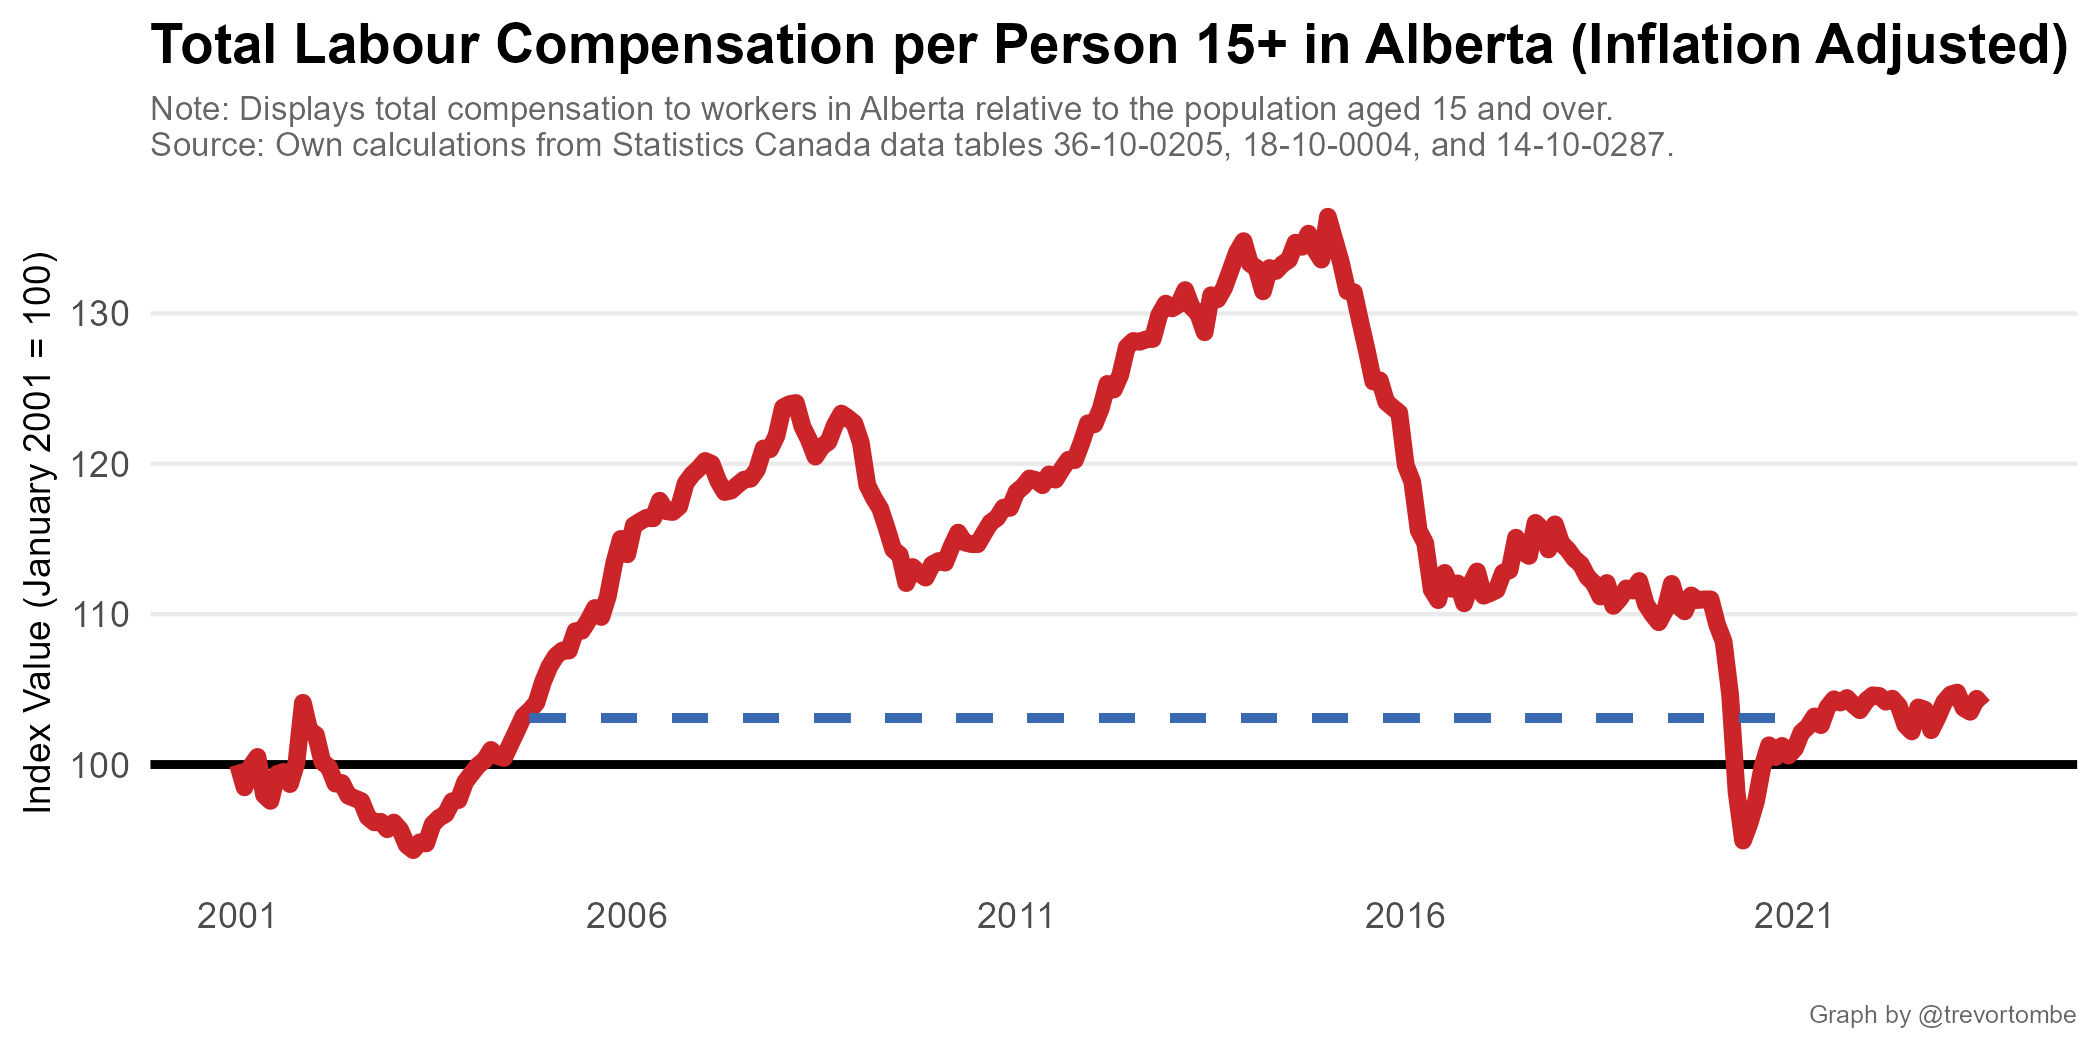 Total Labour Compensation per Person 15+ in Alberta (Inflation Adjusted)
Note: Displays total compensation to workers in Alberta relative to the population aged 15 and over.
Source: Own calculations from Statistics Canada data tables 36-10-0205, 18-10-0004, and 14-10-0287.
Index Value (January 2001 = 100)
130
120
110
100
2001
2006
2011
2016
2021
Graph by @trevortombe